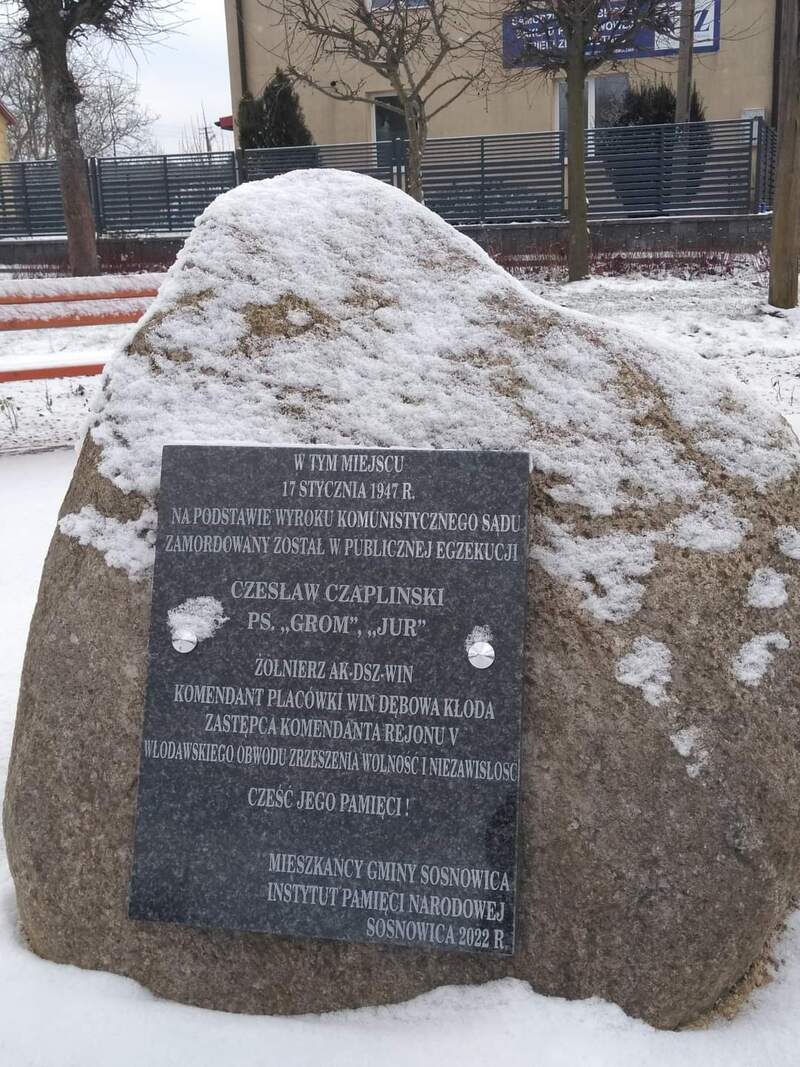 W TYM MIEJSCU
17 STYCZNIA 1947 R.
NA PODSTAWIE WYROKU KOMUNISTYCZNEGO SĄDU
ZAMORDOWANY ZOSTAŁ W PUBLICZNEJ EGZEKUCJI
CZESŁAW CZAPLIŃSKI
PS. „GROM”, „JUR”
ŻOŁNIERZ AK-DSZ-WIN
KOMENDANT PLACÓWKI WIN DĘBOWA KŁODA
ZASTĘPCA KOMENDANTA REJONU V
WŁODAWSKIEGO OBWODU ZRZESZENIA WOLNOŚĆ I NIEZAWISŁOŚĆ
CZEŚĆ JEGO PAMIĘCI !
MIESZKAŃCY GMINY SOSNOWICA
INSTYTUT PAMIĘCI NARODOWEJ
SOSNOWICA 2022 R.